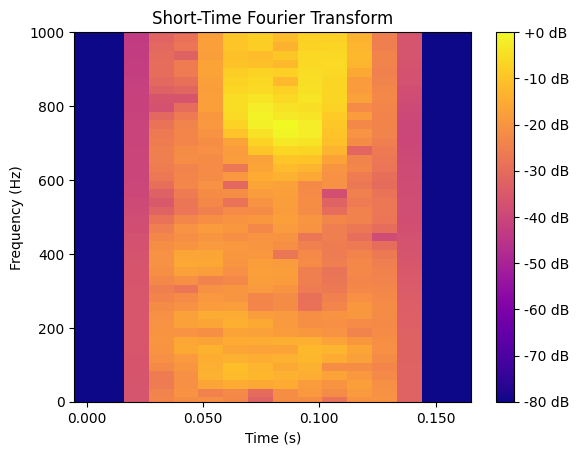 Short-Time Fourier Transform
1000
800
600
400
200
0
Frequency (Hz)
0.000
0.050
0.100
0.150
Time (s)
+0 dB
-10 dB
-20 dB
-30 dB
-40 dB
-50 dB
-60 dB
-70 dB
-80 dB